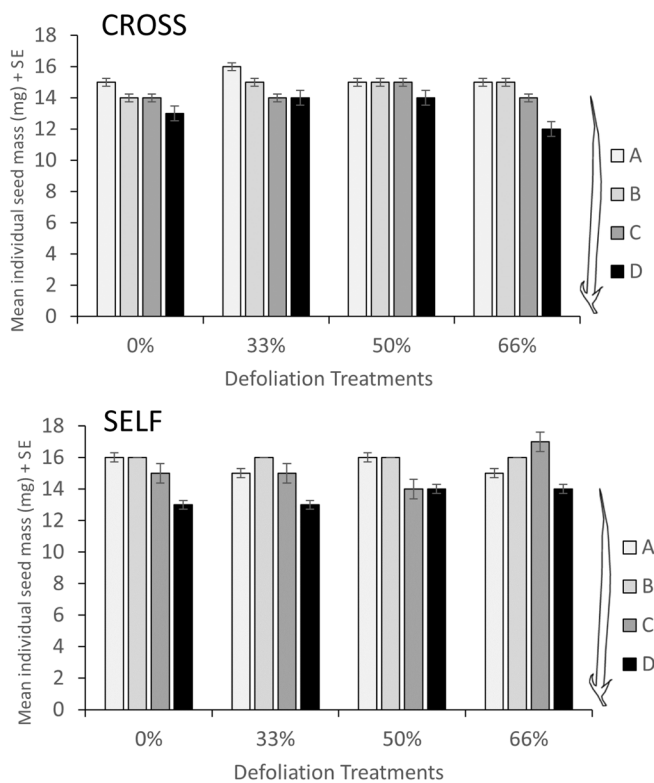 CROSS
Mean individual seed mass (mg) + SE
18
16
14
12
10
8
6
4
2
0
0% 33% 50% 66%
Defoliation Treatments
A
B
C
D
SELF
Mean individual seed mass (mg) + SE
18
16
14
12
10
8
6
4
2
0
0% 33% 50% 66%
Defoliation Treatments
A
B
C
D